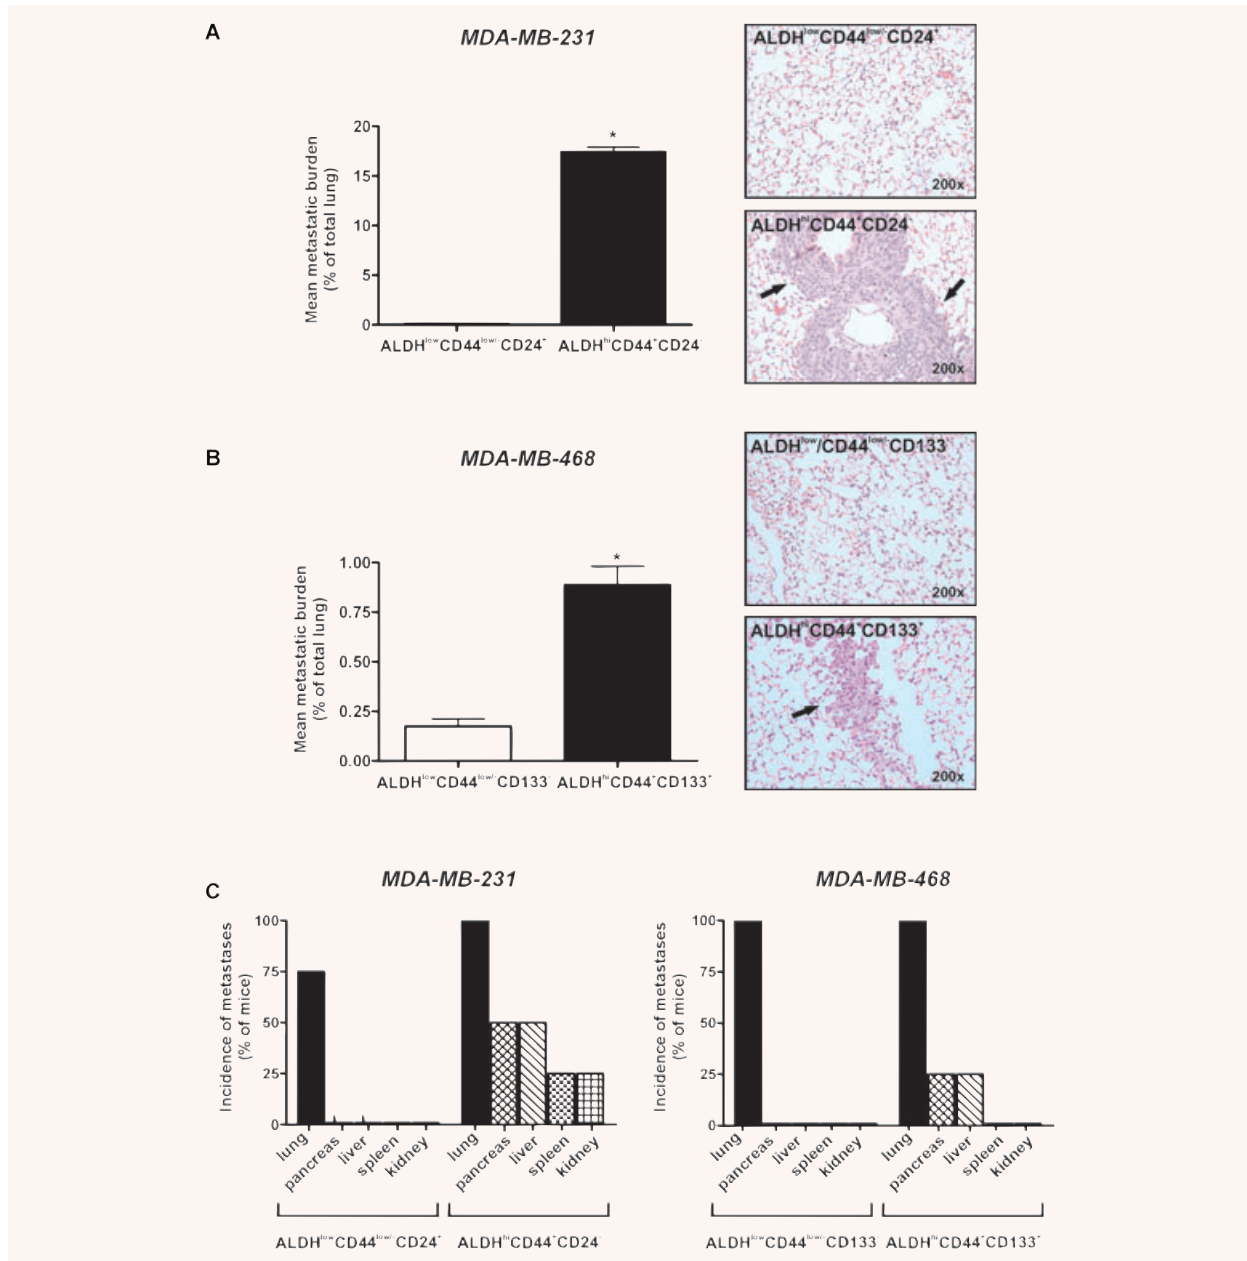 A
MDA-MB-231
Mean metastatic burden
(% of total lung)
20
15
10
5
0
*
ALDHlowCD44low/-CD24+
ALDHhiCD44+CD24-
ALDHlowCD44low/-CD24+
200x
ALDHhiCD44+CD24-
200x
B
MDA-MB-468
Mean metastatic burden
(% of total lung)
1.00
0.75
0.50
0.25
0.00
*
ALDHlowCD44low/-CD133-
ALDHhiCD44+CD133+
ALDHlow/CD44low/-CD133-
200x
ALDHhiCD44+CD133+
200x
C
MDA-MB-231
Incidence of metastases
(% of mice)
100
75
50
25
0
lung
pancreas
liver
spleen
kidney
lung
pancreas
liver
spleen
kidney
ALDHlowCD44low/-CD24+
ALDHhiCD44+CD24-
MDA-MB-468
Incidence of metastases
(% of mice)
100
75
50
25
0
lung
pancreas
liver
spleen
kidney
lung
pancreas
liver
spleen
kidney
ALDHlowCD44low/-CD133-
ALDHhiCD44+CD133+